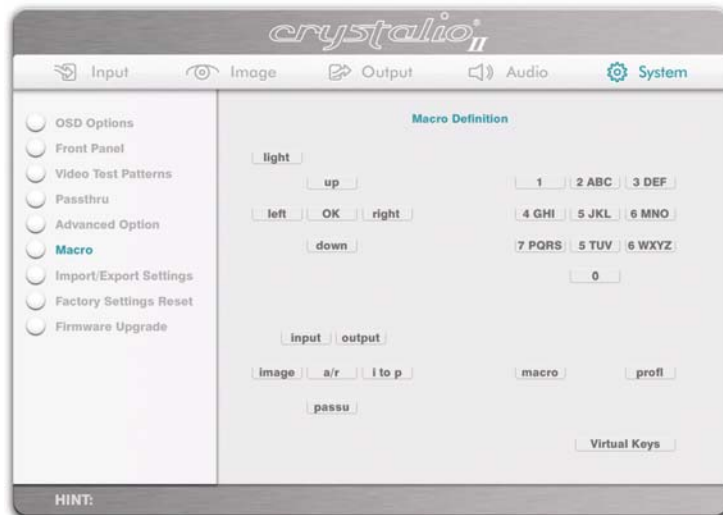 crystalio II
Input Image Output Audio System
OSD Options
Front Panel
Video Test Patterns
Passthru
Advanced Option
Macro
Import/Export Settings
Factory Settings Reset
Firmware Upgrade
Macro Definition
light
up
left OK right
down
1 2 ABC 3 DEF
4 GHI 5 JKL 6 MNO
7 PQRS 5 TUV 6 WXYZ
0
input output
image a/r i to p
passu
macro profl
Virtual Keys
HINT: